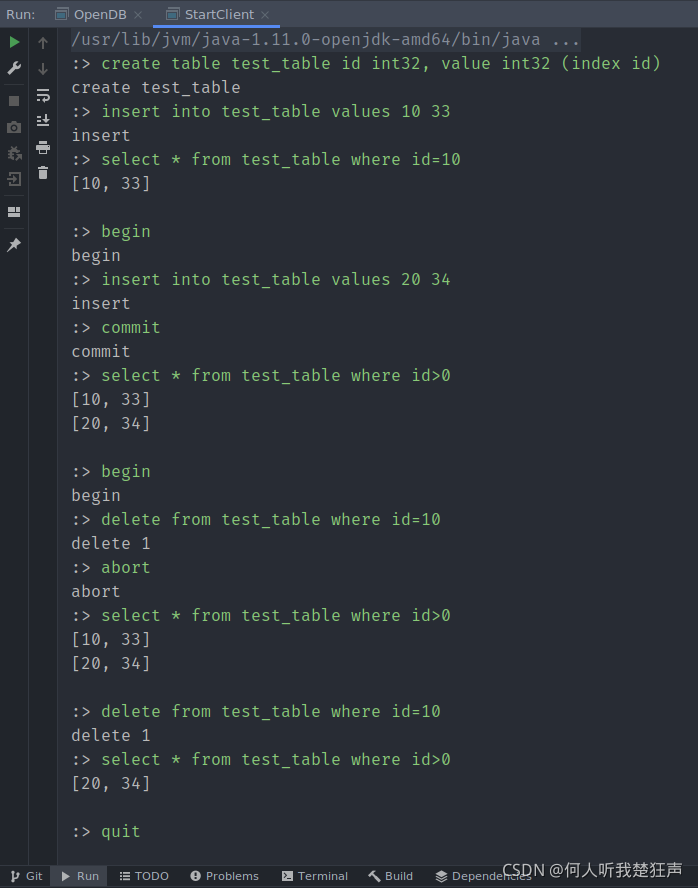 Run: OpenDB × StartClient ×
/usr/lib/jvm/java-1.11.0-openjdk-amd64/bin/java ...
:> create table test_table id int32, value int32 (index id)
create test_table
:> insert into test_table values 10 33
insert
:> select * from test_table where id=10
[10, 33]
:> begin
begin
:> insert into test_table values 20 34
insert
:> commit
commit
:> select * from test_table where id>0
[10, 33]
[20, 34]
:> begin
begin
:> delete from test_table where id=10
delete 1
:> abort
abort
:> select * from test_table where id>0
[10, 33]
[20, 34]
:> delete from test_table where id=10
delete 1
:> select * from test_table where id>0
[20, 34]
:> quit
Git Run TODO Problems Terminal Build Dependencies
CSDN @何人听我楚狂声